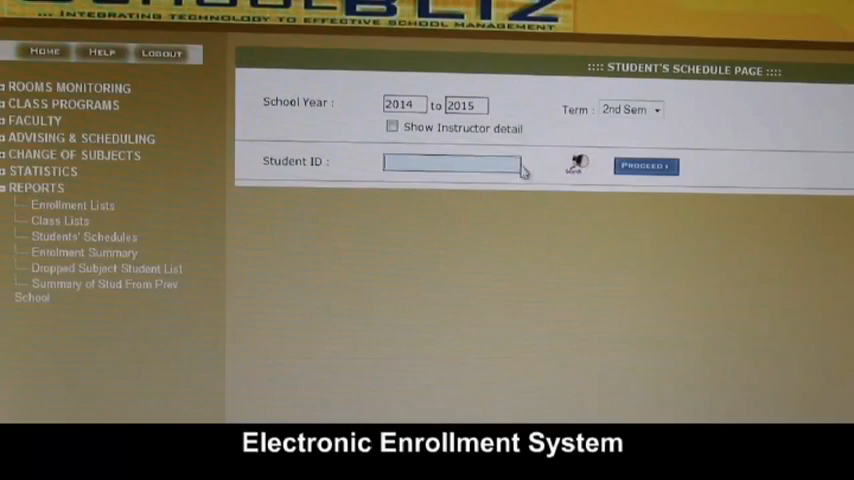 ... INTEGRATING TECHNOLOGY TO EFFECTIVE SCHOOL MANAGEMENT
HOME HELP LOGOUT
:::: STUDENT'S SCHEDULE PAGE ::::
ROOMS MONITORING
CLASS PROGRAMS
FACULTY
ADVISING & SCHEDULING
CHANGE OF SUBJECTS
STATISTICS
REPORTS
Enrollment Lists
Class Lists
Students' Schedules
Enrolment Summary
Dropped Subject Student List
Summary of Stud From Prev
School
School Year : 2014 to 2015 Term : 2nd Sem
Show Instructor detail
Student ID : PROCEED
Electronic Enrollment System